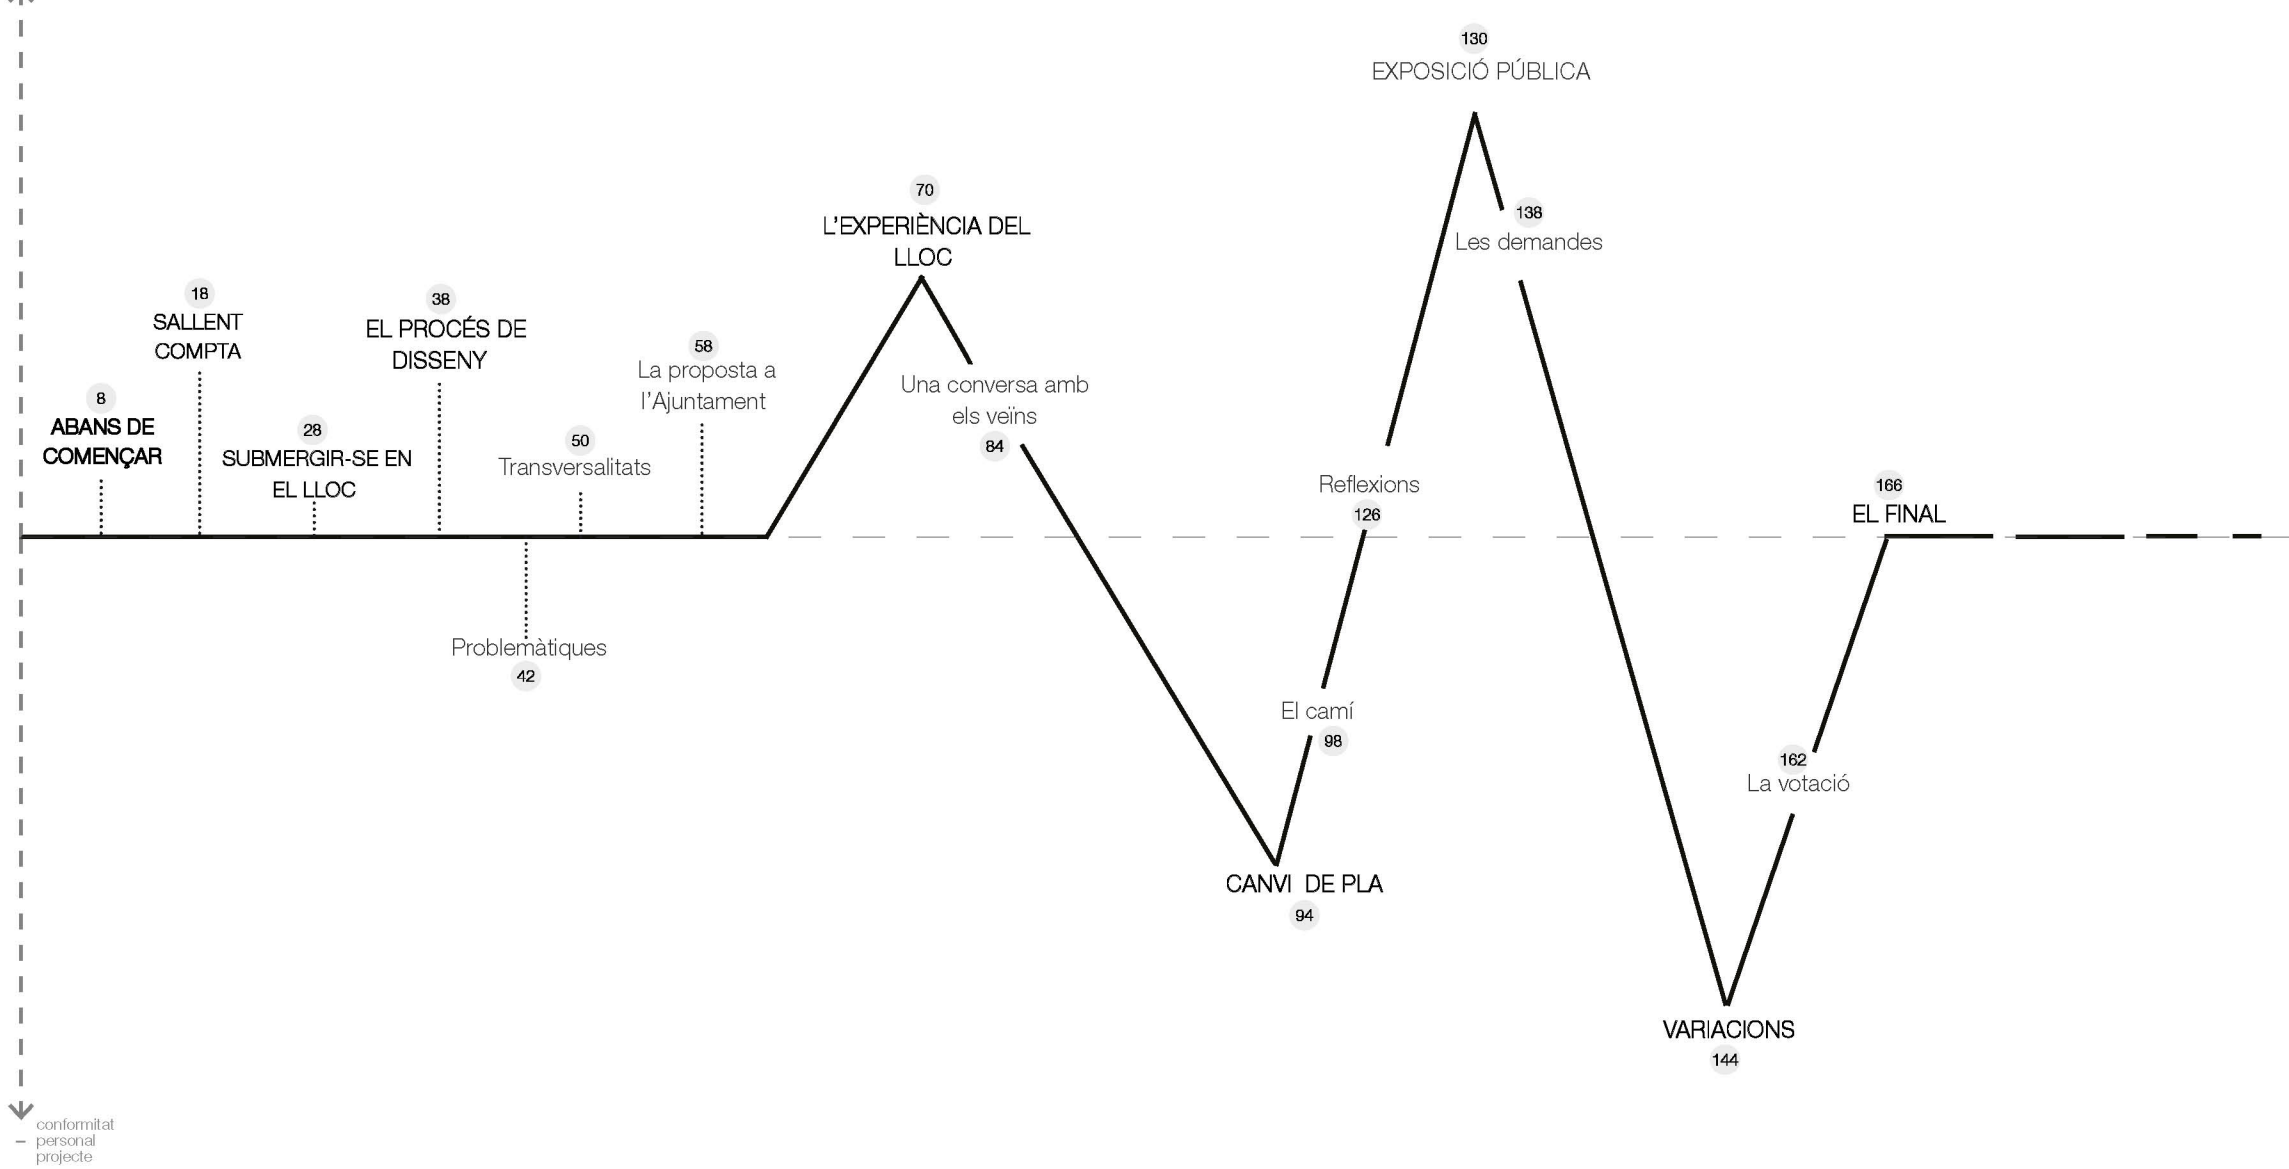 8
ABANS DE
COMENÇAR
18
SALLENT
COMPTA
28
SUBMERGIR-SE EN
EL LLOC
38
EL PROCÉS DE
DISSENY
Problemàtiques
42
50
Transversalitats
58
La proposta a
l'Ajuntament
70
L'EXPERIÈNCIA DEL
LLOC
Una conversa amb
els veïns
84
CANVI DE PLA
94
El camí
98
Reflexions
126
130
EXPOSICIÓ PÚBLICA
138
Les demandes
VARIACIONS
144
162
La votació
166
EL FINAL
conformitat
– personal
projecte